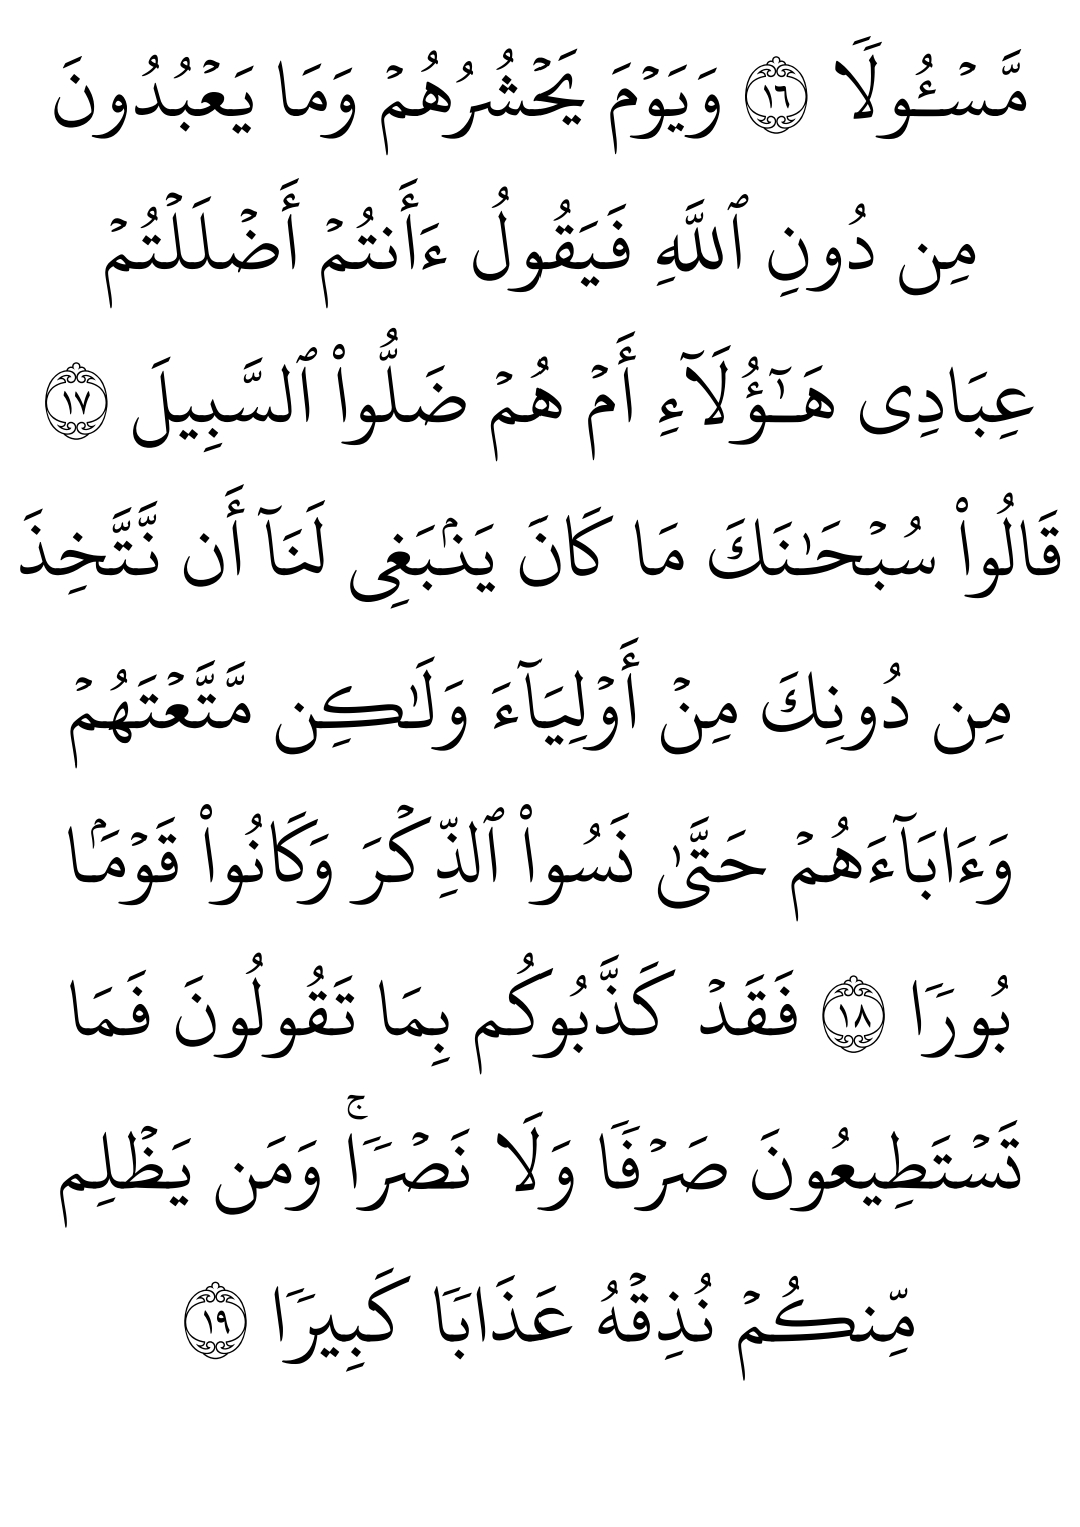 مَّسۡـُٔولٗا ١٦ وَيَوۡمَ يَحۡشُرُهُمۡ وَمَا يَعۡبُدُونَ
مِن دُونِ ٱللَّهِ فَيَقُولُ ءَأَنتُمۡ أَضۡلَلۡتُمۡ
عِبَادِى هَـٰٓؤُلَآءِ أَمۡ هُمۡ ضَلُّوا۟ ٱلسَّبِيلَ ١٧
قَالُوا۟ سُبۡحَـٰنَكَ مَا كَانَ يَنۢبَغِى لَنَآ أَن نَّتَّخِذَ
مِن دُونِكَ مِنۡ أَوۡلِيَآءَ وَلَـٰكِن مَّتَّعۡتَهُمۡ
وَءَابَآءَهُمۡ حَتَّىٰ نَسُوا۟ ٱلذِّكۡرَ وَكَانُوا۟ قَوۡمَۢا
بُورٗا ١٨ فَقَدۡ كَذَّبُوكُم بِمَا تَقُولُونَ فَمَا
تَسۡتَطِيعُونَ صَرۡفٗا وَلَا نَصۡرٗاۚ وَمَن يَظۡلِم
مِّنكُمۡ نُذِقۡهُ عَذَابٗا كَبِيرٗا ١٩